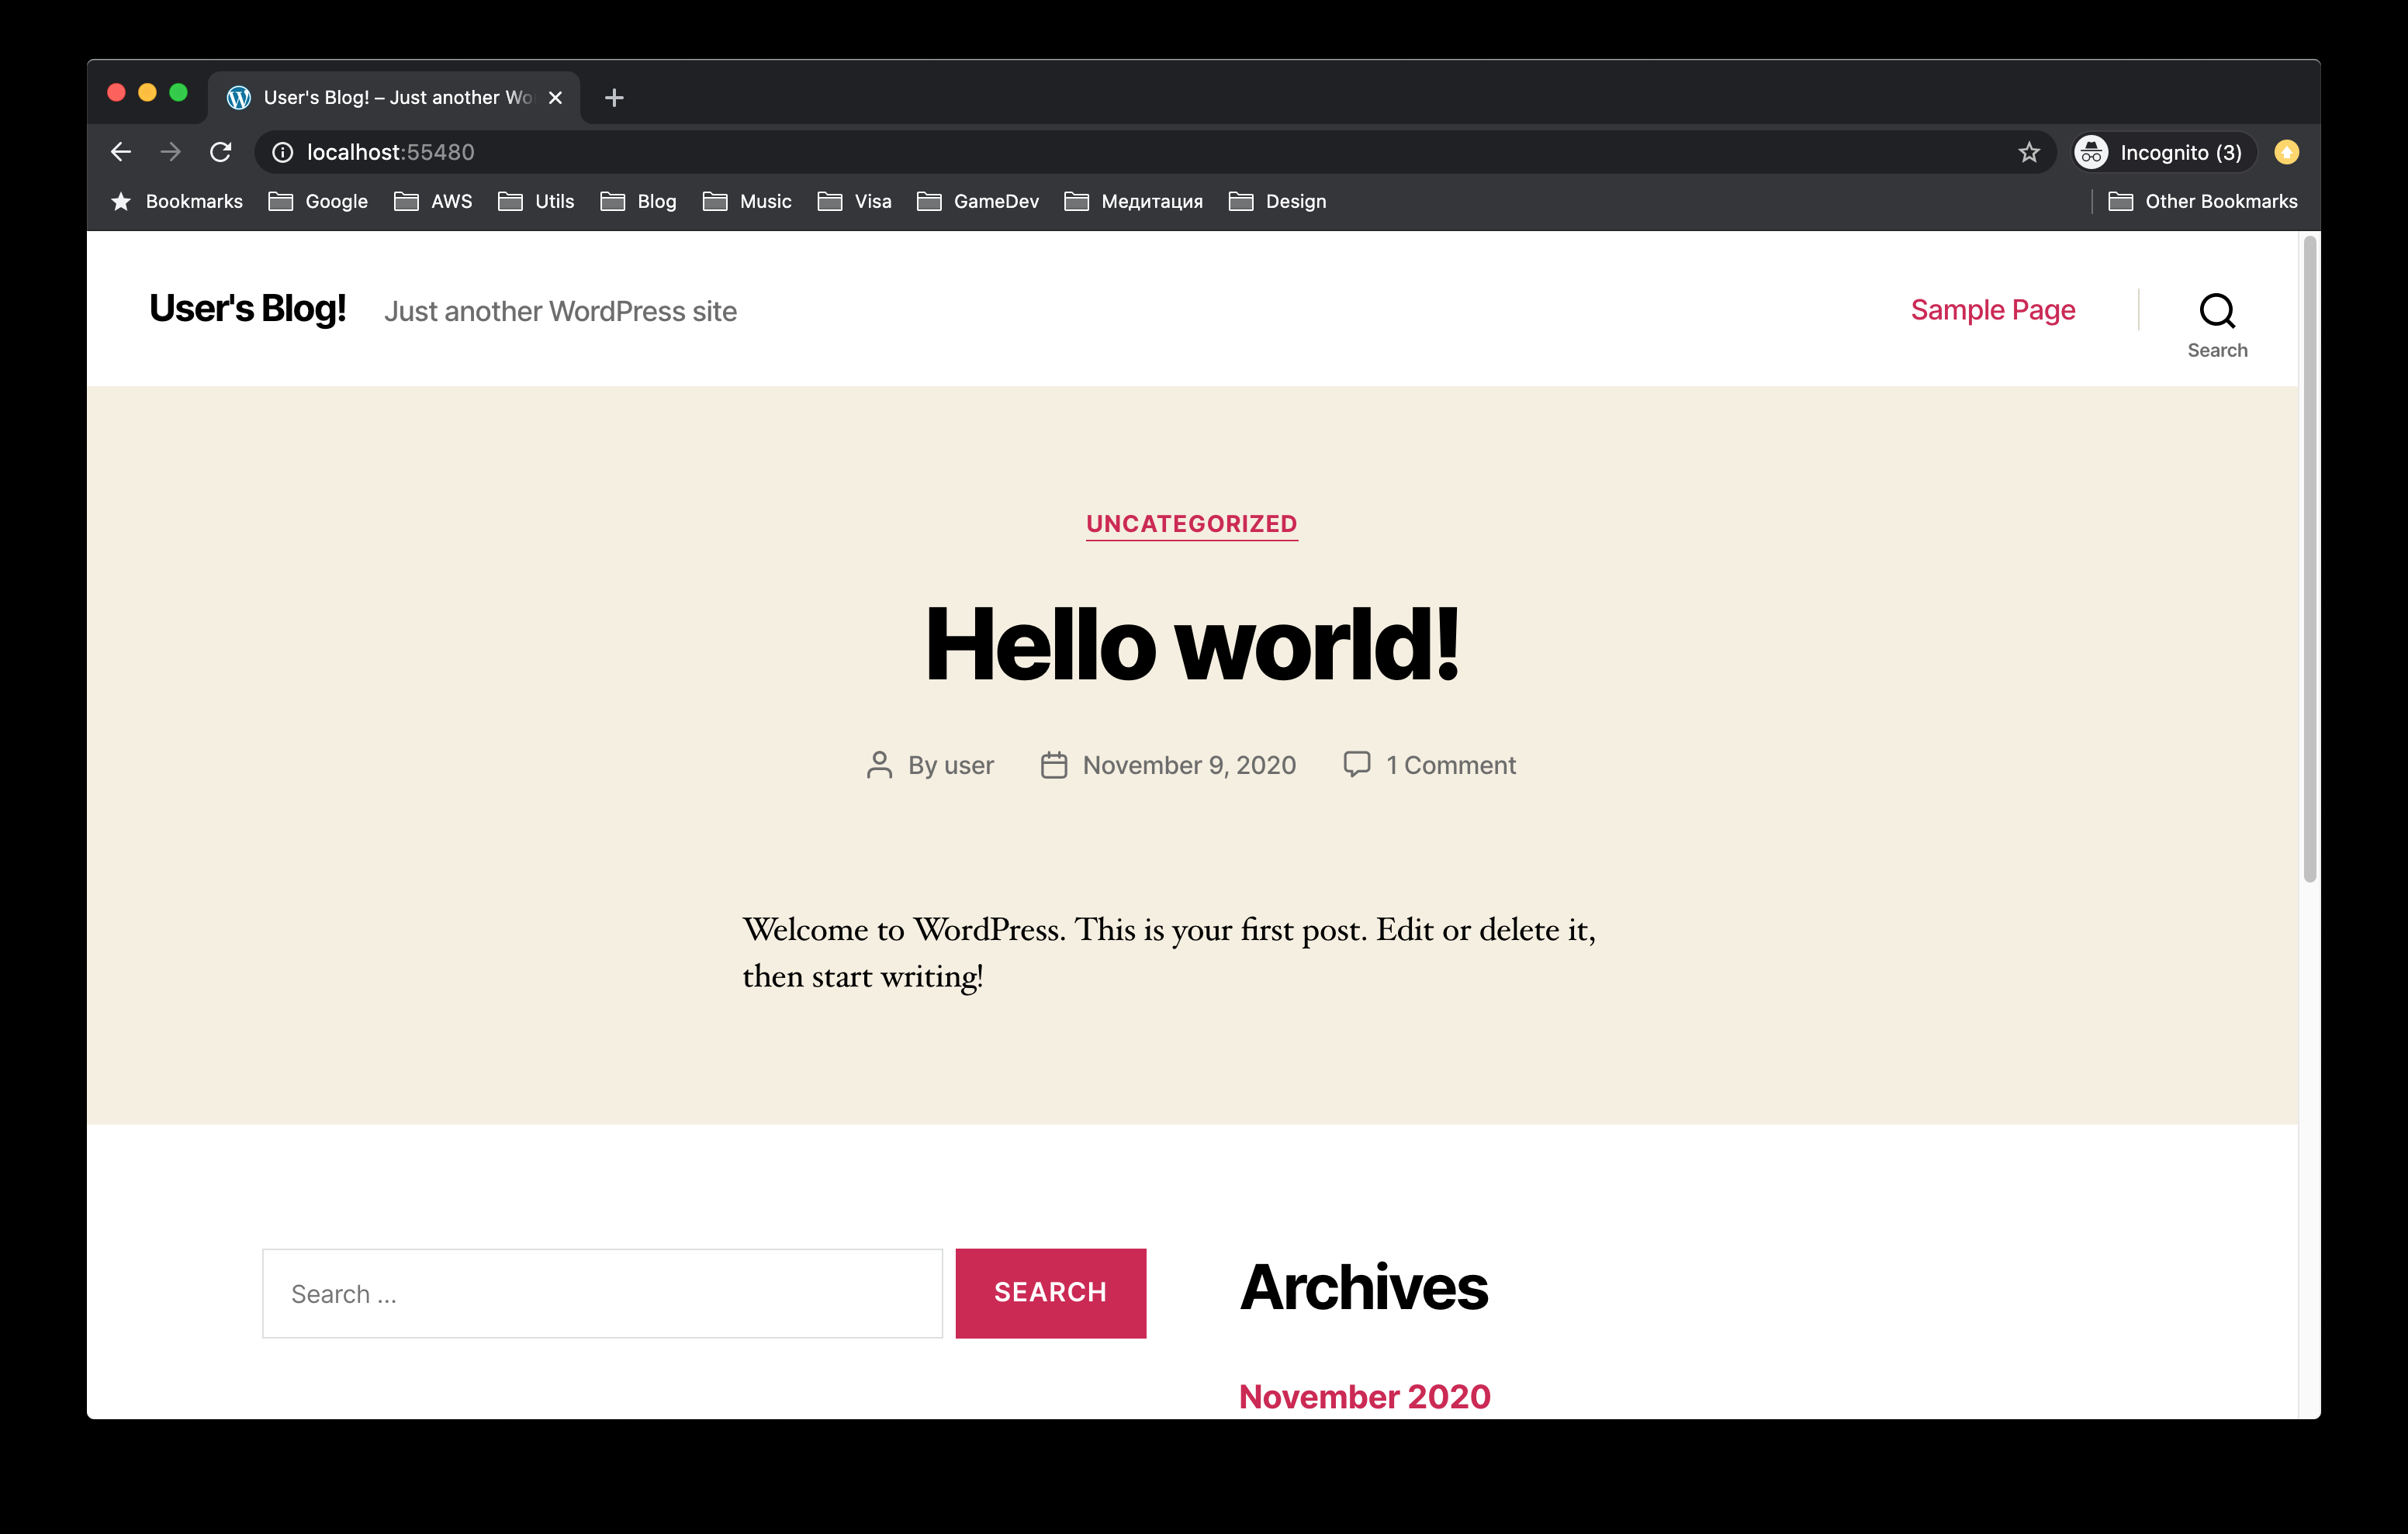 User's Blog! – Just another Wo
localhost:55480
Incognito (3)
Bookmarks Google AWS Utils Blog Music Visa GameDev Медитация Design Other Bookmarks
User's Blog! Just another WordPress site Sample Page
Search
UNCATEGORIZED
Hello world!
By user November 9, 2020 1 Comment
Welcome to WordPress. This is your first post. Edit or delete it,
then start writing!
Search ... SEARCH
Archives
November 2020